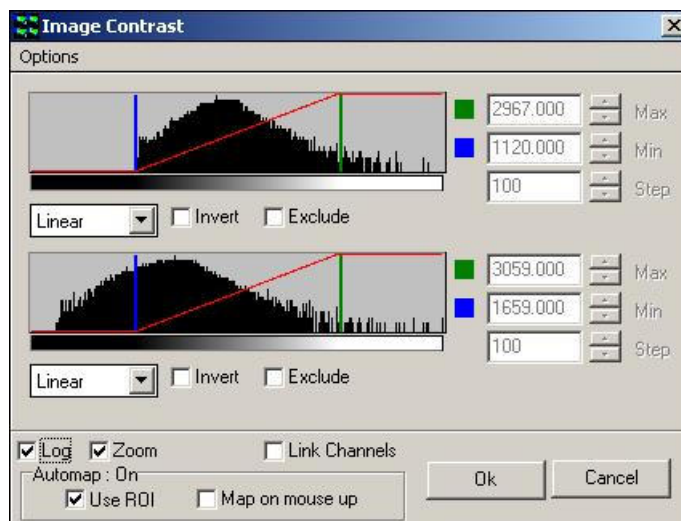 Image Contrast
Options
2967.000 Max
1120.000 Min
100 Step
Linear Invert Exclude
3059.000 Max
1659.000 Min
100 Step
Linear Invert Exclude
Log Zoom Link Channels
Automap : On
Use ROI Map on mouse up
Ok Cancel